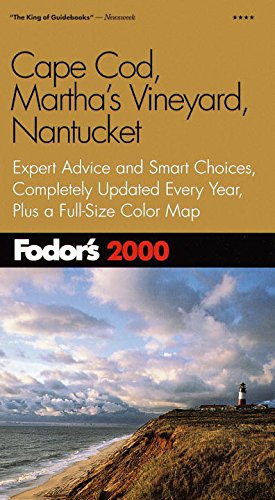 "The King of Guidebooks" — Newsweek
★★★★
Cape Cod,
Martha's Vineyard,
Nantucket
Expert Advice and Smart Choices,
Completely Updated Every Year,
Plus a Full-Size Color Map
Fodor's 2000